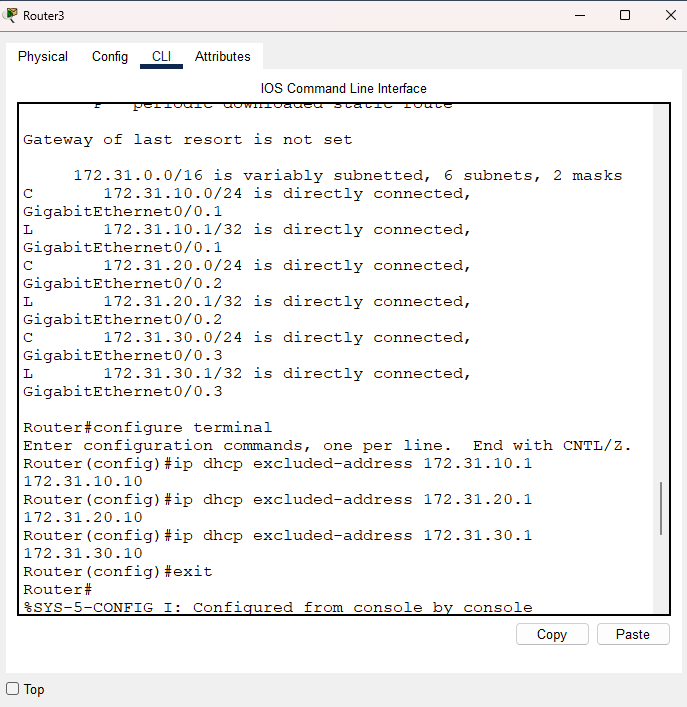 Router3
Physical Config CLI Attributes
IOS Command Line Interface
P - periodic downloaded static route
Gateway of last resort is not set
172.31.0.0/16 is variably subnetted, 6 subnets, 2 masks
C 172.31.10.0/24 is directly connected,
GigabitEthernet0/0.1
L 172.31.10.1/32 is directly connected,
GigabitEthernet0/0.1
C 172.31.20.0/24 is directly connected,
GigabitEthernet0/0.2
L 172.31.20.1/32 is directly connected,
GigabitEthernet0/0.2
C 172.31.30.0/24 is directly connected,
GigabitEthernet0/0.3
L 172.31.30.1/32 is directly connected,
GigabitEthernet0/0.3
Router#configure terminal
Enter configuration commands, one per line. End with CNTL/Z.
Router(config)#ip dhcp excluded-address 172.31.10.1
172.31.10.10
Router(config)#ip dhcp excluded-address 172.31.20.1
172.31.20.10
Router(config)#ip dhcp excluded-address 172.31.30.1
172.31.30.10
Router(config)#exit
Router#
%SYS-5-CONFIG_I: Configured from console by console
Copy Paste
Top